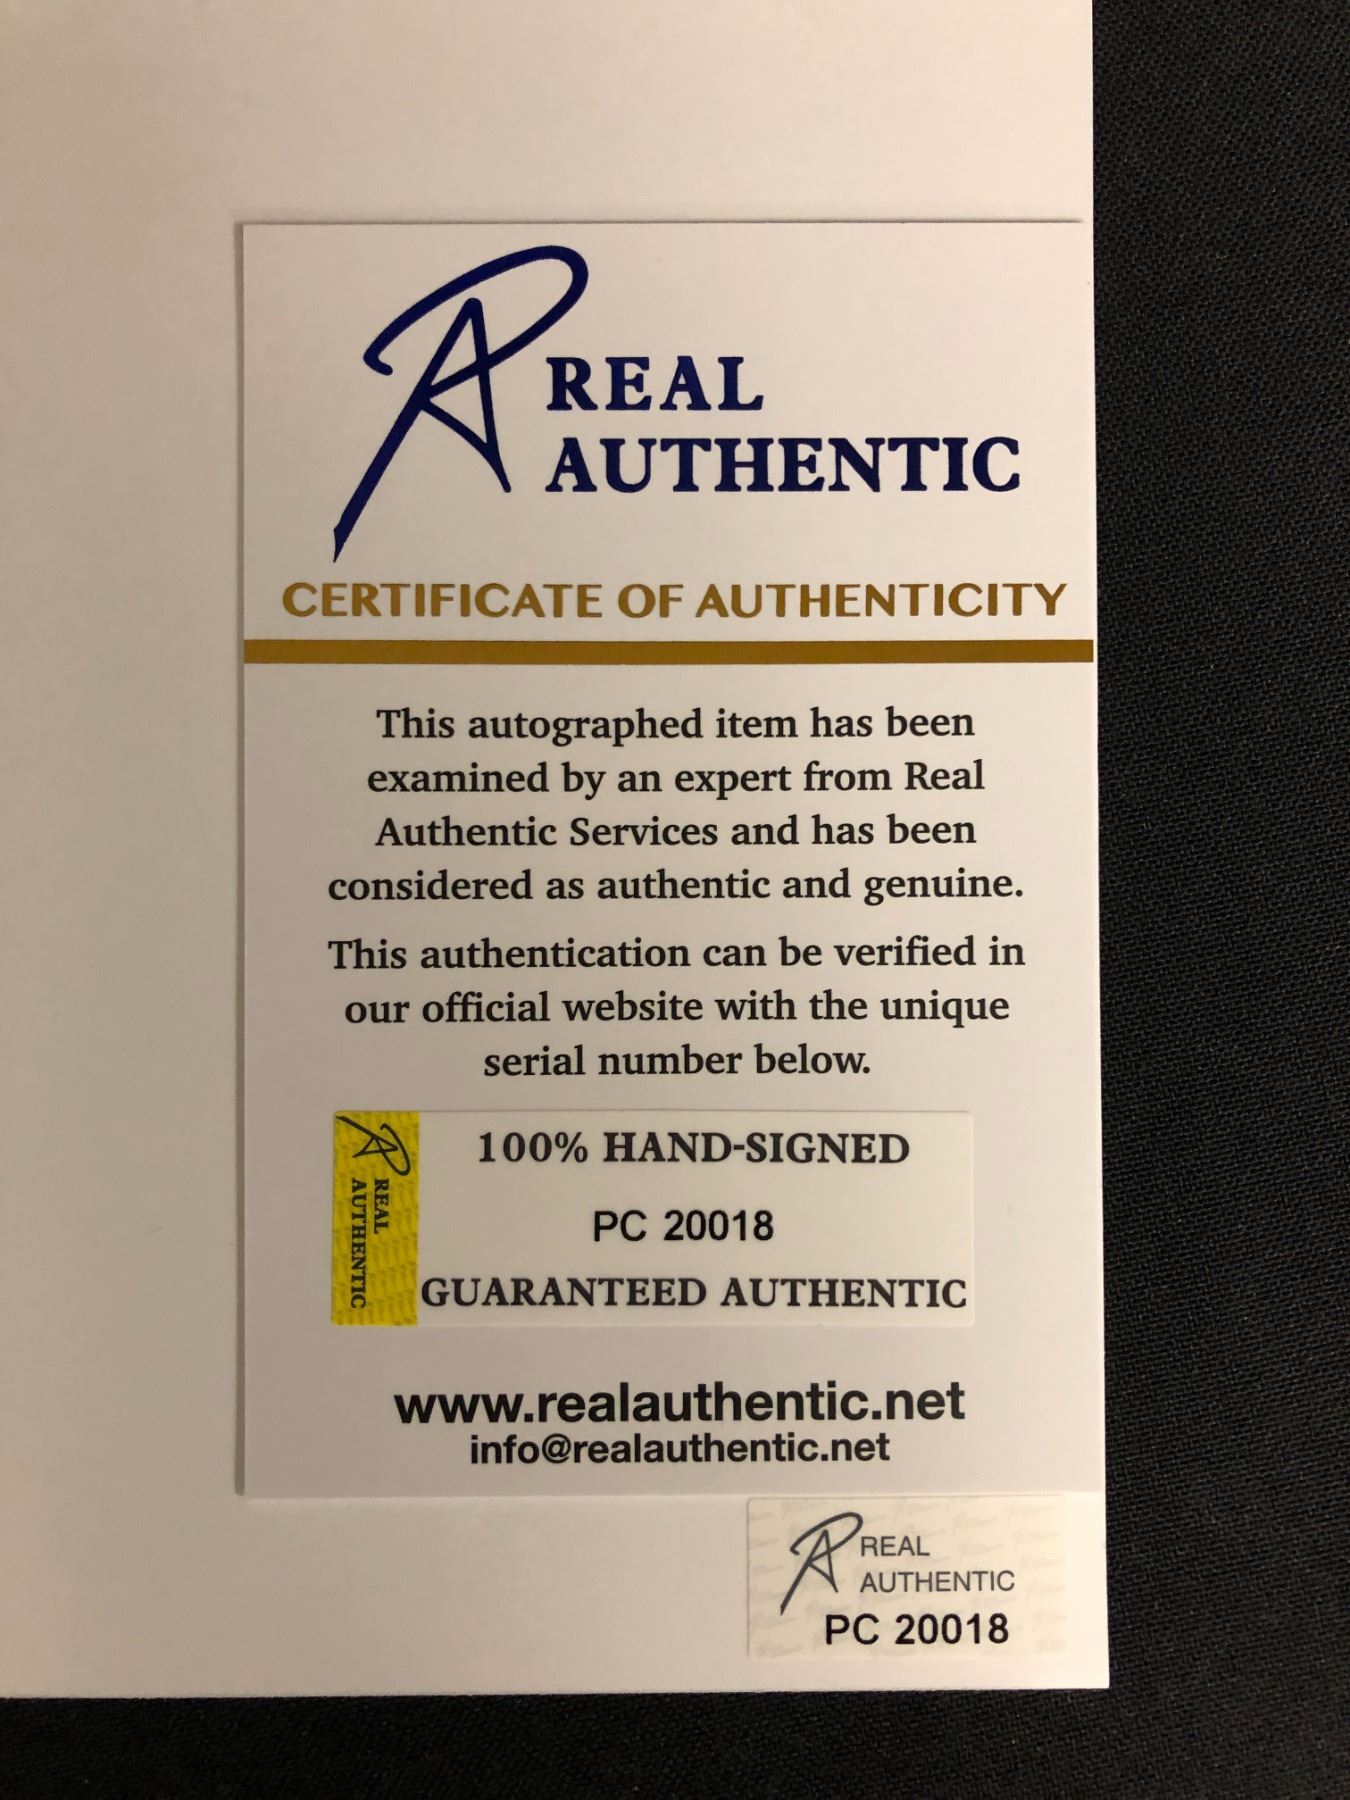 REAL
AUTHENTIC
CERTIFICATE OF AUTHENTICITY
This autographed item has been
examined by an expert from Real
Authentic Services and has been
considered as authentic and genuine.
This authentication can be verified in
our official website with the unique
serial number below.
REAL
AUTHENTIC
100% HAND-SIGNED
PC 20018
GUARANTEED AUTHENTIC
www.realauthentic.net
info@realauthentic.net
REAL
AUTHENTIC
PC 20018